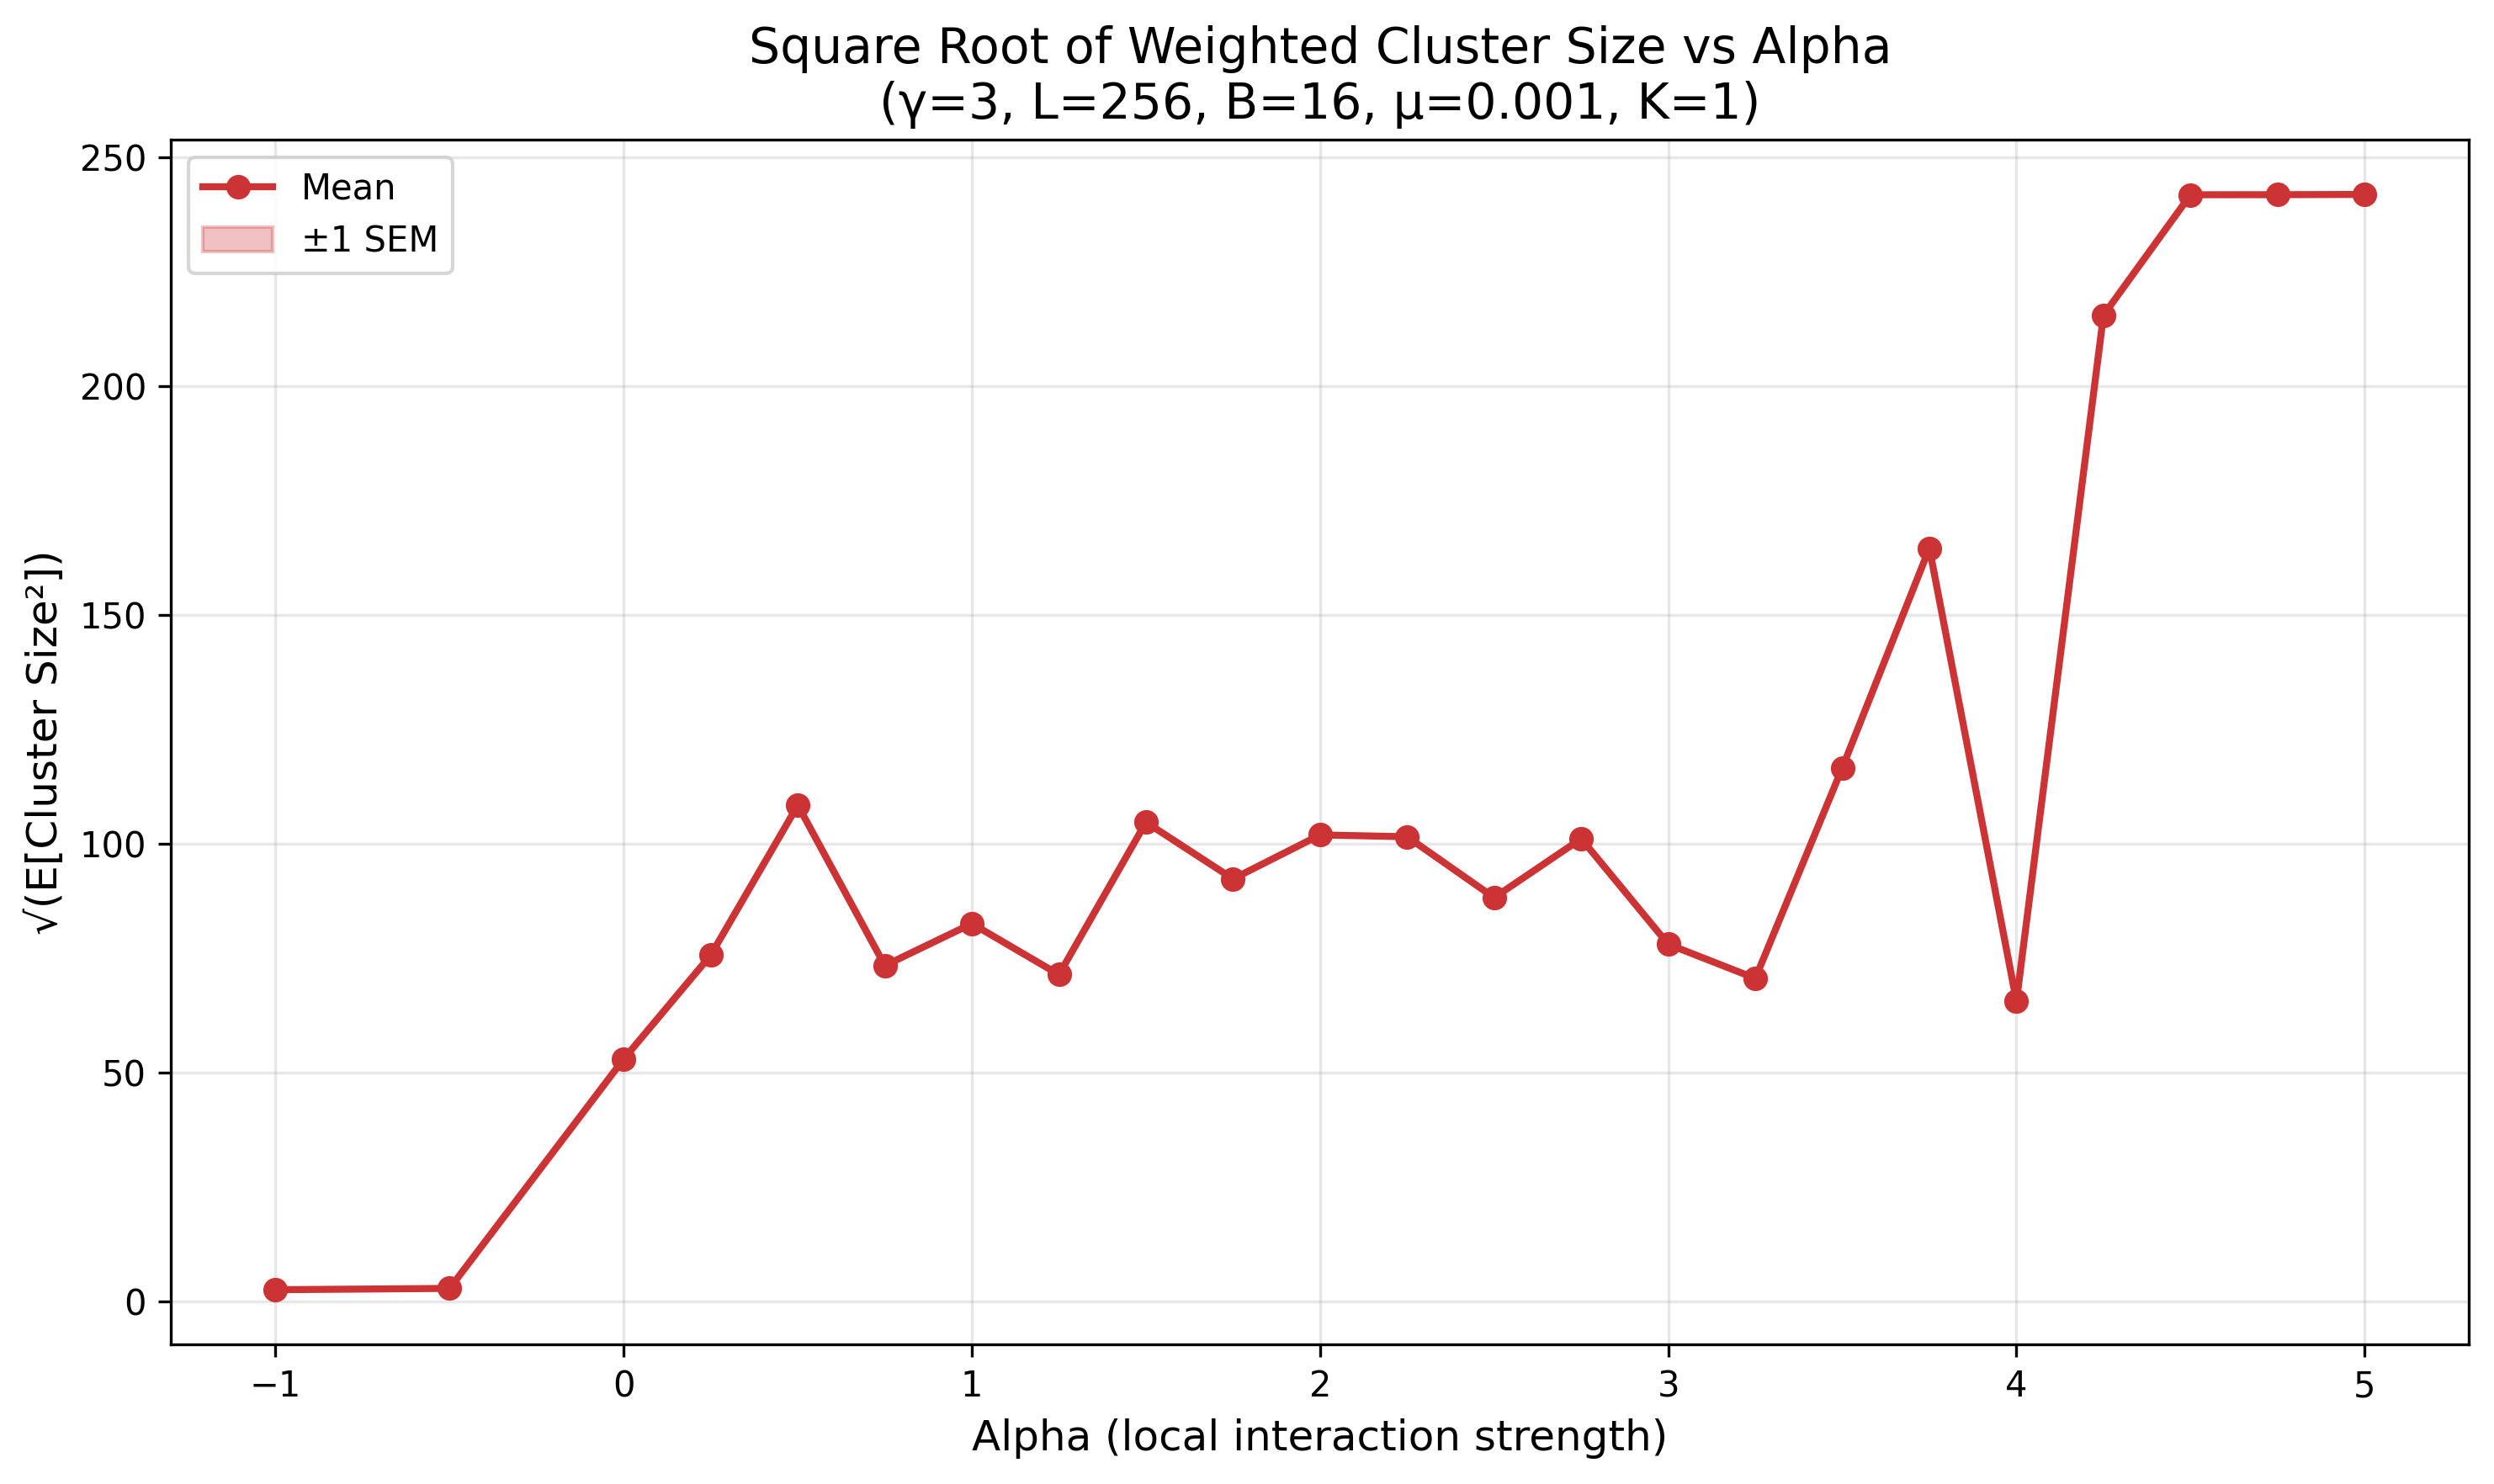 Square Root of Weighted Cluster Size vs Alpha
(γ=3, L=256, B=16, μ=0.001, K=1)
Mean
±1 SEM
√(E[Cluster Size²])
250
200
150
100
50
0
−1
0
1
2
3
4
5
Alpha (local interaction strength)